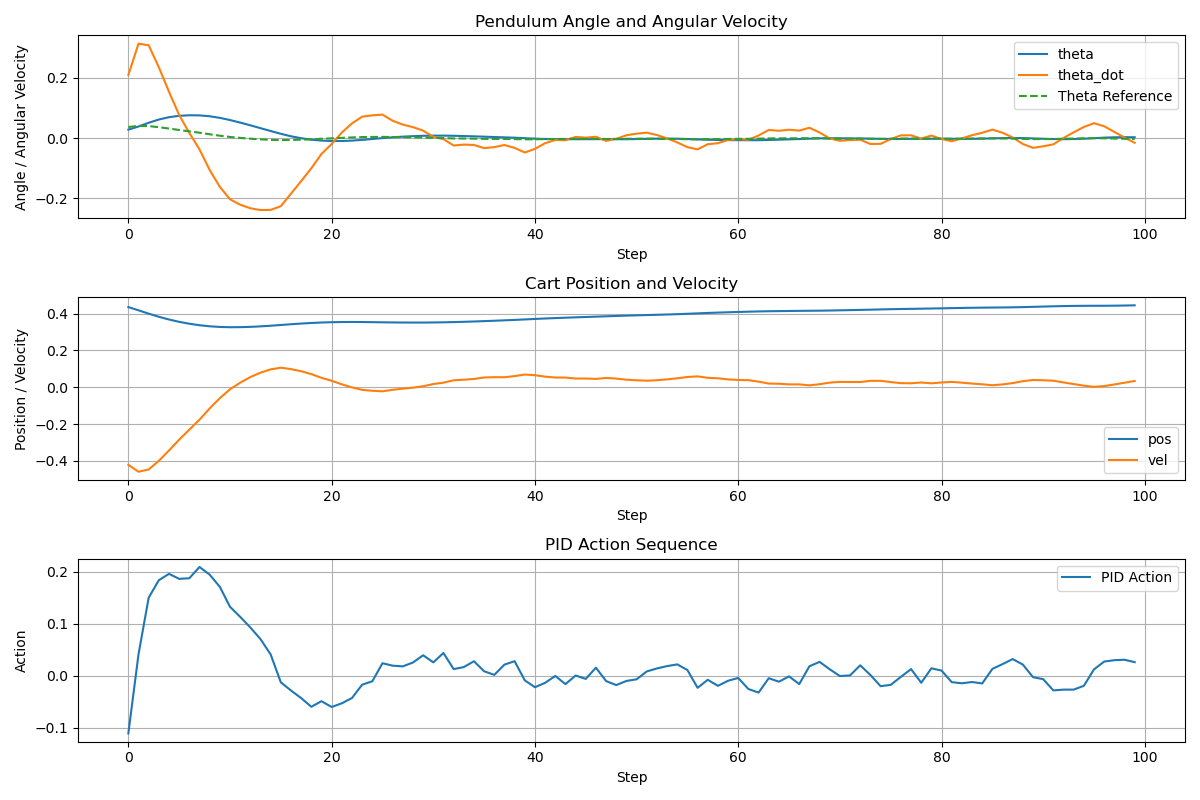 Pendulum Angle and Angular Velocity
Angle / Angular Velocity
0.2
0.0
−0.2
theta
theta_dot
Theta Reference
0 20 40 60 80 100
Step
Cart Position and Velocity
Position / Velocity
0.4
0.2
0.0
−0.2
−0.4
pos
vel
0 20 40 60 80 100
Step
PID Action Sequence
Action
0.2
0.1
0.0
−0.1
PID Action
0 20 40 60 80 100
Step